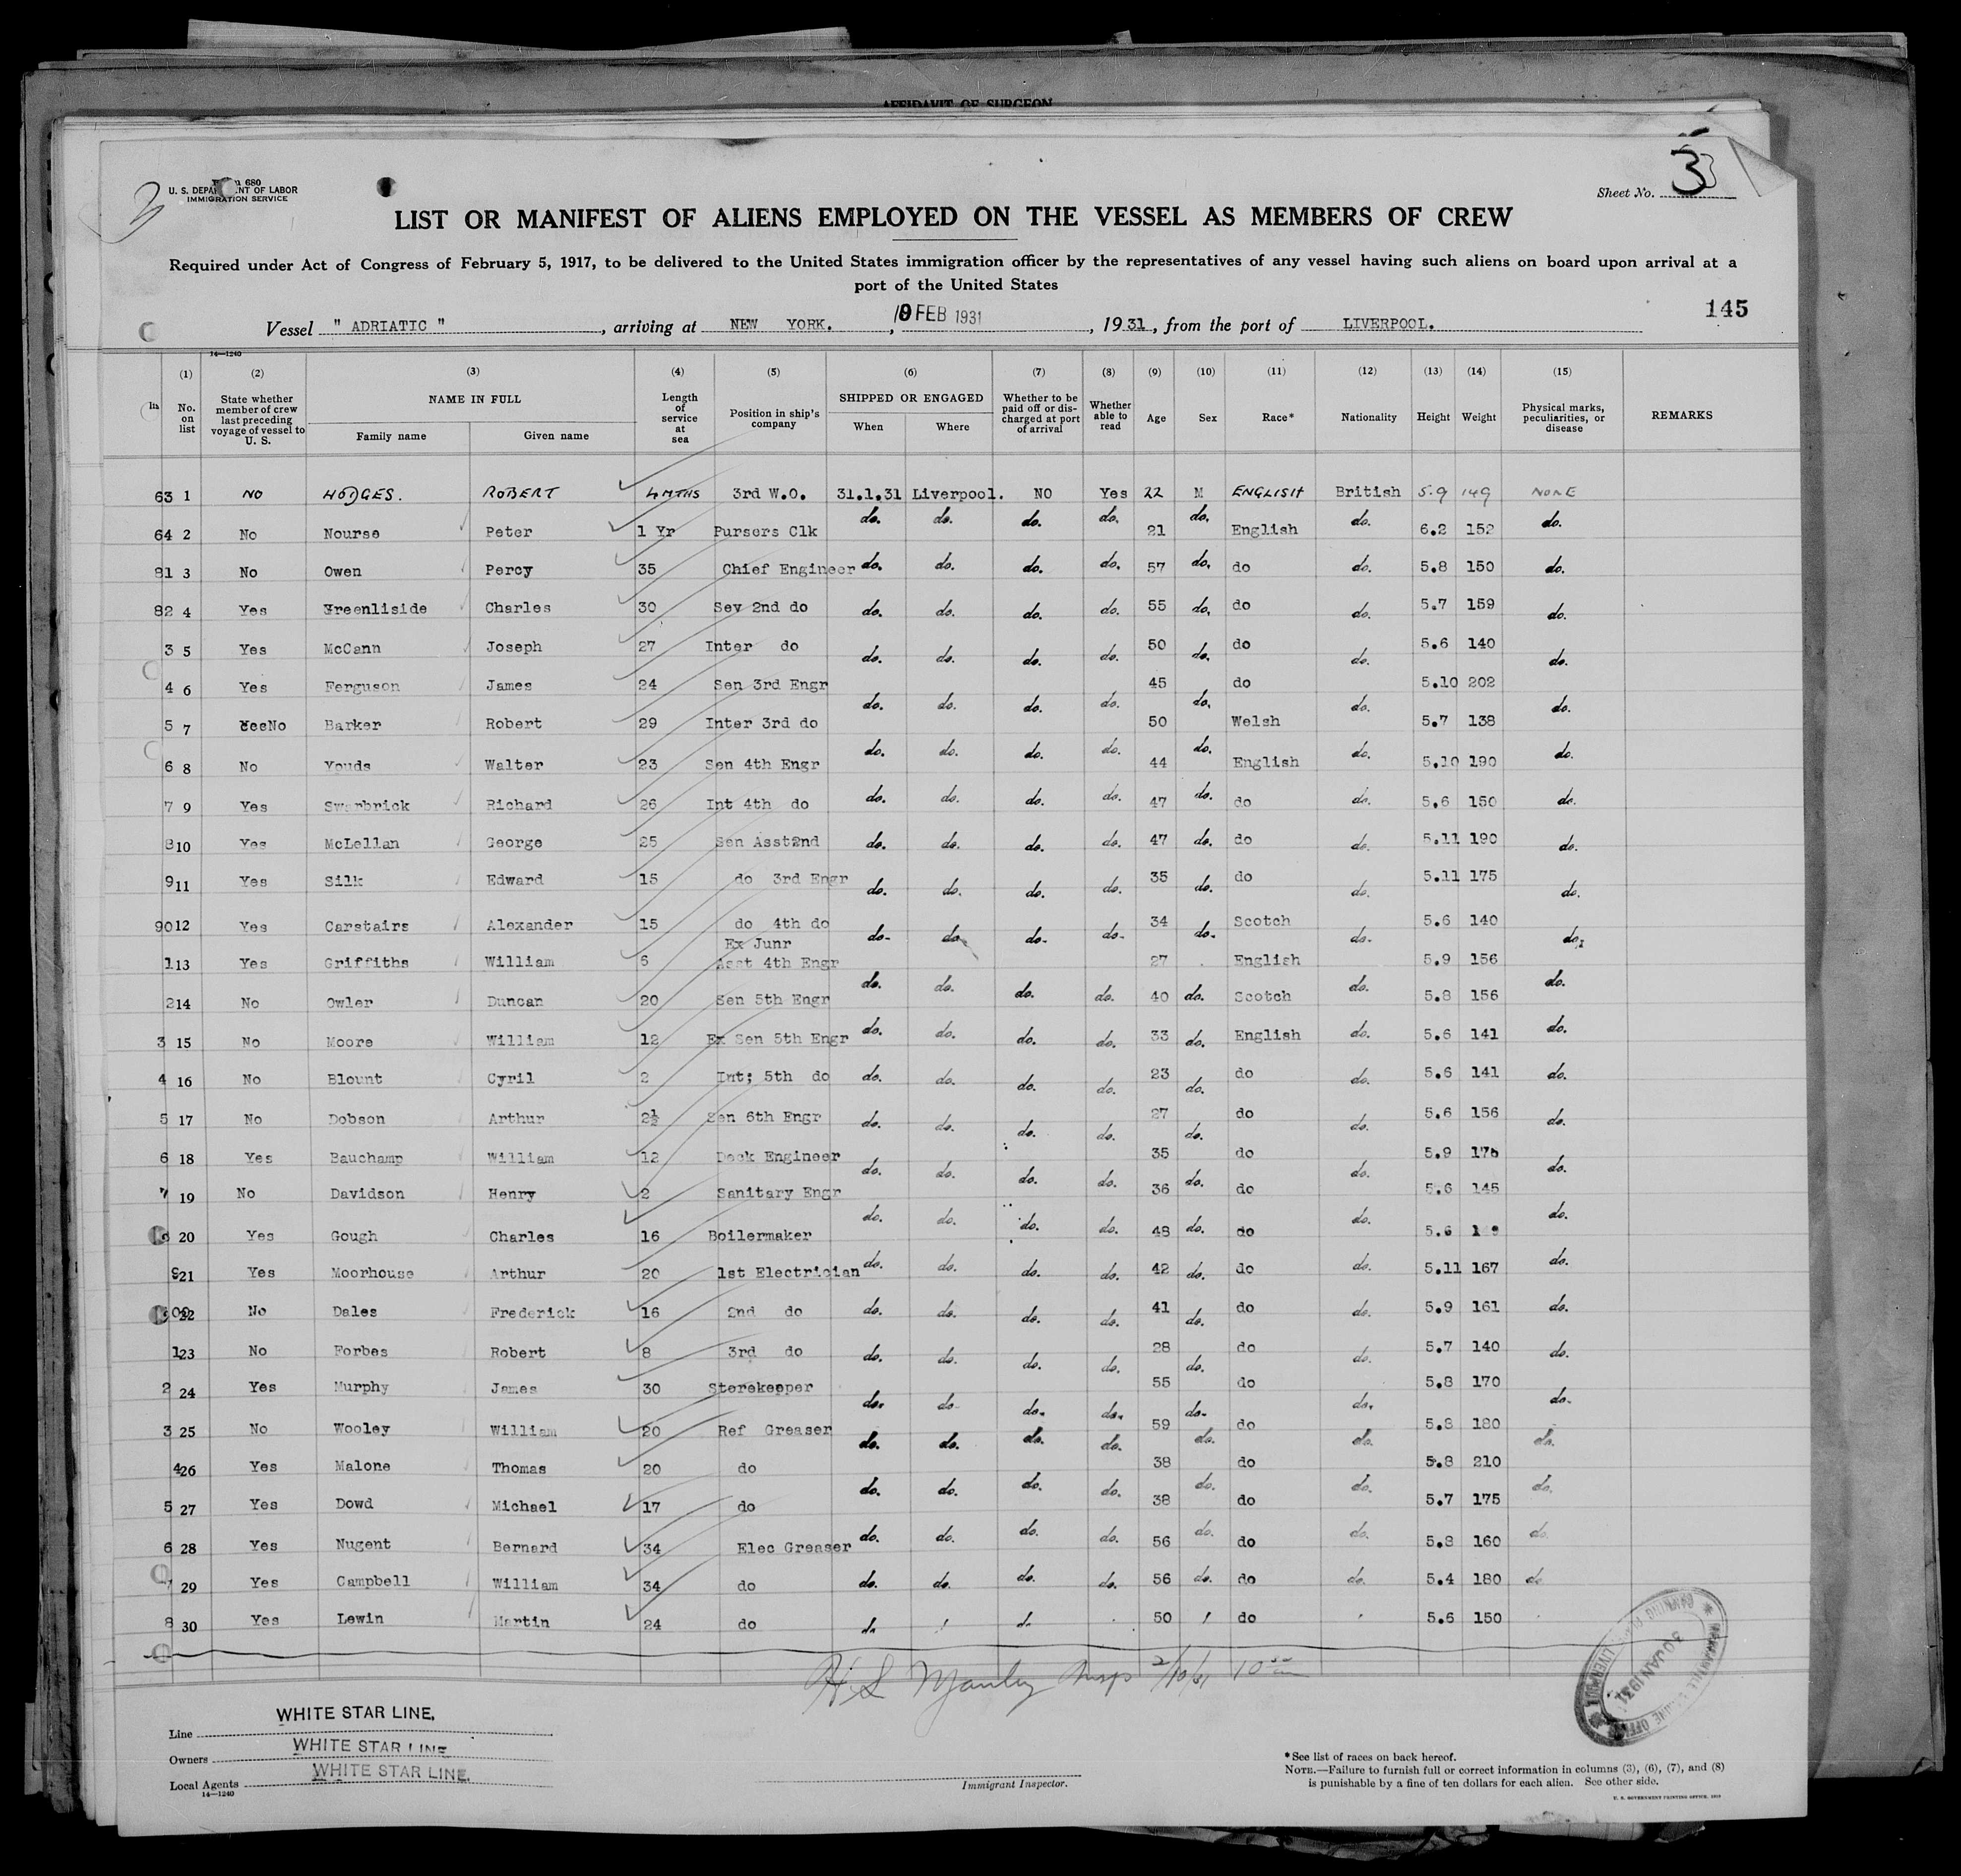 AFFIDAVIT OF SURGEON
U. S. DEPARTMENT OF LABOR
IMMIGRATION SERVICE
Sheet No. 3
LIST OR MANIFEST OF ALIENS EMPLOYED ON THE VESSEL AS MEMBERS OF CREW
Required under Act of Congress of February 5, 1917, to be delivered to the United States immigration officer by the representatives of any vessel having such aliens on board upon arrival at a
port of the United States
145
Vessel " ADRIATIC ", arriving at NEW YORK. , FEB 1931, 1931, from the port of LIVERPOOL.
14—1240
(1) (2) (3) (4) (5) (6) (7) (8) (9) (10) (11) (12) (13) (14) (15)
No. on list State whether member of crew last preceding voyage of vessel to U. S. NAME IN FULL Family name Given name Length of service at sea Position in ship's company SHIPPED OR ENGAGED When Where Whether to be paid off or discharged at port of arrival Whether able to read Age Sex Race* Nationality Height Weight Physical marks, peculiarities, or disease REMARKS
63 1 NO HODGES. ROBERT 4 MTHS 3rd W.O. 31.1.31 Liverpool. NO Yes 22 M ENGLISH British 5.9 149 NONE
64 2 No Nourse Peter 1 Yr Pursers Clk do. do. do. do. 21 do. English do. 6.2 152 do.
81 3 No Owen Percy 35 Chief Engineer do. do. do. do. 57 do. do do. 5.8 150 do.
82 4 Yes Greenliside Charles 30 Sev 2nd do do. do. do. do. 55 do. do do. 5.7 159 do.
3 5 Yes McCann Joseph 27 Inter do do. do. do. do. 50 do. do do. 5.6 140 do.
4 6 Yes Ferguson James 24 Sen 3rd Engr do. do. do. do. 45 do. do do. 5.10 202 do.
5 7 No Barker Robert 29 Inter 3rd do do. do. do. do. 50 do. Welsh do. 5.7 138 do.
6 8 No Youds Walter 23 Sen 4th Engr do. do. do. do. 44 do. English do. 5.10 190 do.
7 9 Yes Swarbrick Richard 26 Int 4th do do. do. do. do. 47 do. do do. 5.6 150 do.
8 10 Yes McLellan George 25 Sen Asst2nd do. do. do. do. 47 do. do do. 5.11 190 do.
9 11 Yes Silk Edward 15 do 3rd Engr do. do. do. do. 35 do. do do. 5.11 175 do.
90 12 Yes Carstairs Alexander 15 do 4th do do. do. do. do. 34 do. Scotch do. 5.6 140 do.
Ex Junr
1 13 Yes Griffiths William 6 Asst 4th Engr do. do. 27 English do. 5.9 156 do.
2 14 No Owler Duncan 20 Sen 5th Engr do. do. do. do. 40 do. Scotch 5.8 156
3 15 No Moore William 12 Ex Sen 5th Engr do. do. do. do. 33 do. English do. 5.6 141 do.
4 16 No Blount Cyril 2 Int; 5th do do. do. do. do. 23 do. do do. 5.6 141 do.
5 17 No Dobson Arthur 2½ Sen 6th Engr do. do. do. do. 27 do. do do. 5.6 156 do.
6 18 Yes Bauchamp William 12 Deck Engineer do. do. do. do. 35 do. do do. 5.9 do.
7 19 No Davidson Henry 2 Sanitary Engr do. do. do. do. 36 do do. 5.6 145 do.
20 Yes Gough Charles 16 Boilermaker do. 48 do. do 5.6
9 21 Yes Moorhouse Arthur 20 1st Electrician do. do. do. do. 42 do. do do. 5.11 167 do.
22 No Dales Frederick 16 2nd do do. do. do. do. 41 do. do do. 5.9 161 do.
1 23 No Forbes Robert 8 3rd do do. do. do. do. 28 do. do do. 5.7 140 do.
2 24 Yes Murphy James 30 Storekeeper do. do. do. do. 55 do. do do. 5.8 170 do.
3 25 No Wooley William 20 Ref Greaser do. do. do. do. 59 do. do do. 5.8 180 do.
4 26 Yes Malone Thomas 20 do do. do. do. do. 38 do. do do. 5.8 210 do.
5 27 Yes Dowd Michael 17 do 38 do 5.7 175
6 28 Yes Nugent Bernard 34 Elec Greaser do. do. do. do. 56 do. do do. 5.8 160 do.
7 29 Yes Campbell William 34 do do. do. do. do. 56 do. do do. 5.4 180 do
8 30 Yes Lewin Martin 24 do 50 do 5.6 150
2/10/31
30 JAN 1931
Line WHITE STAR LINE.
Owners WHITE STAR LINE
Local Agents WHITE STAR LINE.
14—1240
Immigrant Inspector.
*See list of races on back hereof.
NOTE.—Failure to furnish full or correct information in columns (3), (6), (7), and (8)
is punishable by a fine of ten dollars for each alien. See other side.